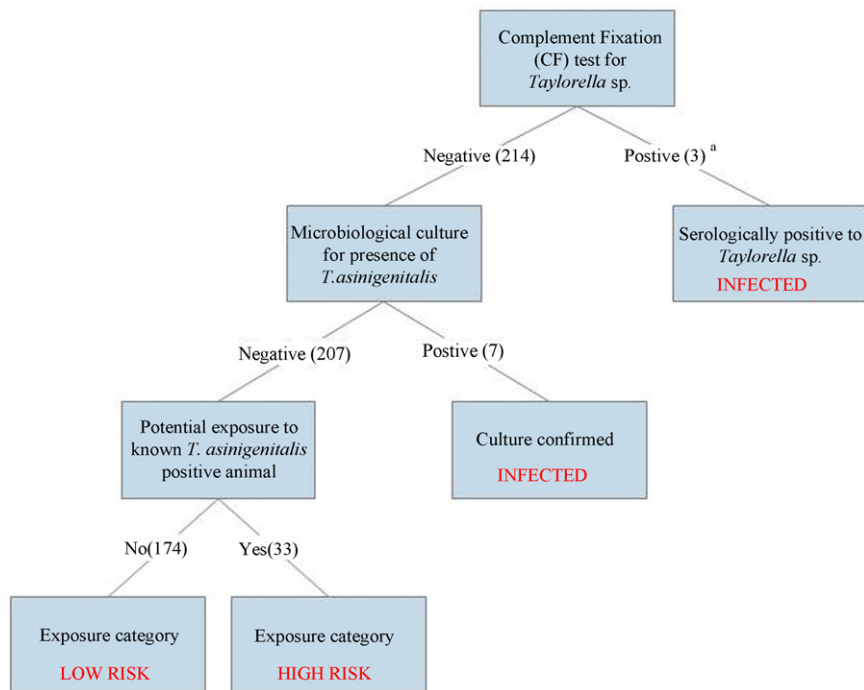 Complement Fixation
(CF) test for
Taylorella sp.
Negative (214)
Postive (3) a
Microbiological culture
for presence of
T.asinigenitalis
Serologically positive to
Taylorella sp.
INFECTED
Negative (207)
Postive (7)
Potential exposure to
known T. asinigenitalis
positive animal
Culture confirmed
INFECTED
No(174)
Yes(33)
Exposure category
LOW RISK
Exposure category
HIGH RISK